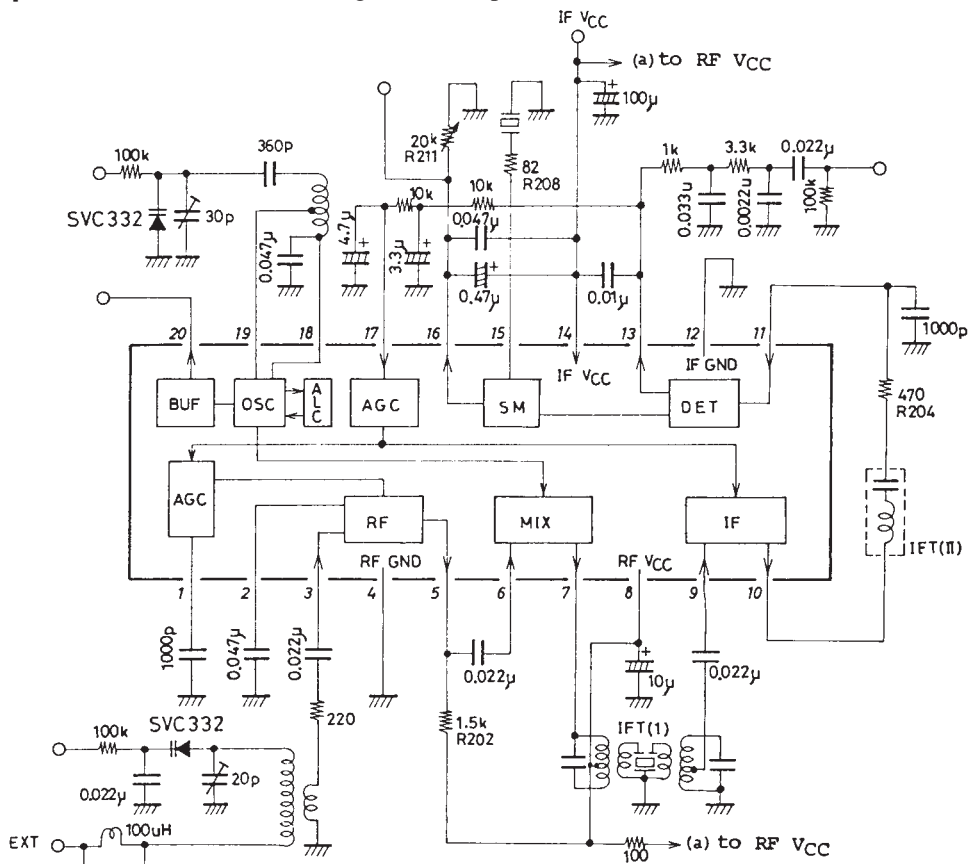 IF VCC
(a) to RF VCC
100μ
20k
R211
82
R208
100k
360p
1k
3.3k
0.022μ
SVC332
30p
0.047μ
4.7μ
10k
10k
3.3μ
0.047μ
0.47μ
0.01μ
0.033μ
0.0022μ
100k
20
19
18
17
16
15
14
13
12
11
1000p
IF VCC
IF GND
BUF
OSC
ALC
AGC
SM
DET
470
R204
AGC
RF
MIX
IF
IFT(II)
RF GND
RF VCC
1
2
3
4
5
6
7
8
9
10
1000p
0.047μ
0.022μ
0.022μ
10μ
0.022μ
220
1.5k
R202
IFT(1)
SVC332
100k
20p
0.022μ
100uH
EXT
100
(a) to RF VCC